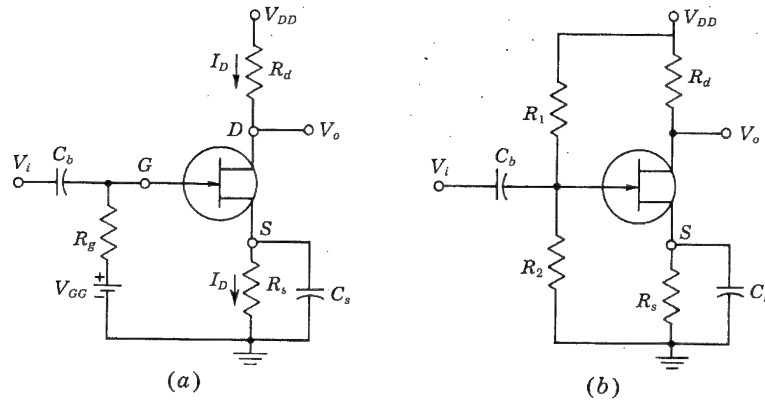 V_DD
I_D
R_d
D
V_o
V_i
C_b
G
R_g
V_GG
+
−
S
I_D
R_s
C_s
(a)
V_DD
R_d
R_1
V_o
V_i
C_b
S
R_2
R_s
(b)